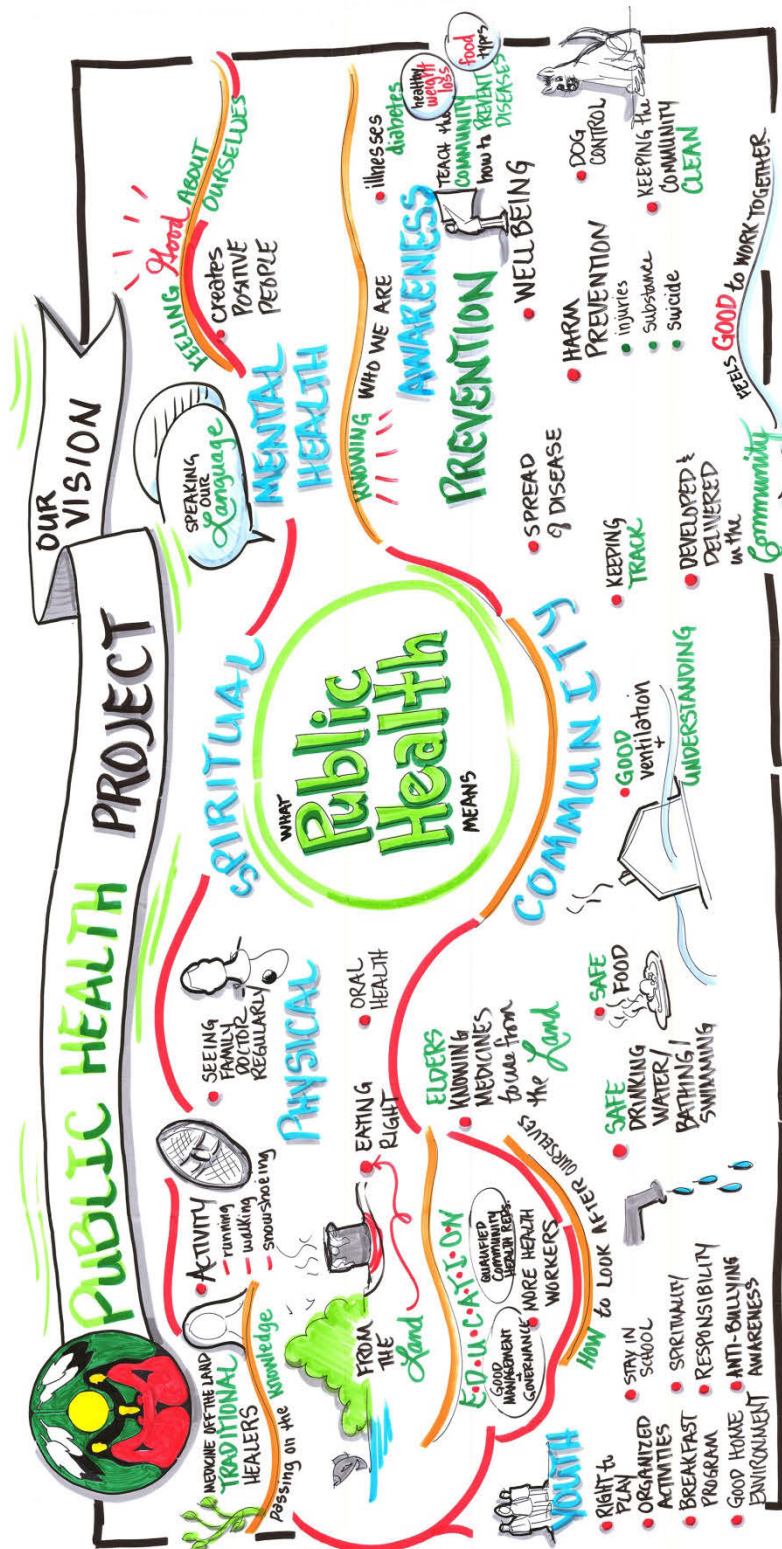 PUBLIC HEALTH PROJECT
OUR
VISION
MEDICINE OFF THE LAND
TRADITIONAL
HEALERS
Passing on the Knowledge
ACTIVITY
running
walking
snowshoeing
SEEING
FAMILY
DOCTOR
REGULARLY
PHYSICAL
FROM
THE
Land
EATING
RIGHT
ORAL
HEALTH
SPIRITUAL
SPEAKING
OUR
Language
MENTAL
HEALTH
FEELING Good ABOUT
OURSELVES
Creates
POSITIVE
PEOPLE
WHAT
Public
Health
MEANS
KNOWING WHO WE ARE
AWARENESS
illnesses
diabetes
healthy
weight
loss
food
types
TEACH the
COMMUNITY
how to PREVENT
DISEASES
PREVENTION
WELL BEING
SPREAD
of DISEASE
HARM
PREVENTION
injuries
Substance
Suicide
DOG
CONTROL
KEEPING the
COMMUNITY
CLEAN
KEEPING
TRACK
DEVELOPED &
DELIVERED
in the
Community
FEELS GOOD to WORK TOGETHER
COMMUNITY
GOOD
Ventilation
+
UNDERSTANDING
SAFE
FOOD
SAFE
DRINKING
WATER/
BATHING/
SWIMMING
ELDERS
KNOWING
MEDICINES
to use from
the Land
E.D.U.C.A.T.I.O.N
GOOD
MANAGEMENT
+
GOVERNANCE
QUALIFIED
Community
HEALTH REPS.
MORE HEALTH
WORKERS
HOW to LOOK AFTER OURSELVES
YOUTH
RIGHT to
PLAY
ORGANIZED
ACTIVITIES
BREAKFAST
PROGRAM
GOOD HOME
ENVIRONMENT
STAY IN
SCHOOL
SPIRITUALITY
RESPONSIBILITY
ANTI-BULLYING
AWARENESS